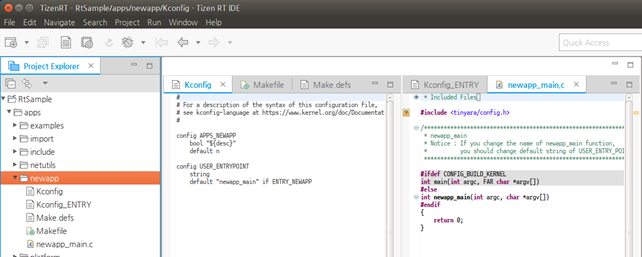 TizenRT - RtSample/apps/newapp/Kconfig - Tizen RT IDE
File Edit Navigate Search Project Run Window Help
Quick Access
Project Explorer
RtSample
apps
examples
import
include
netutils
newapp
Kconfig
Kconfig_ENTRY
Make defs
Makefile
newapp_main.c
platform
Kconfig
Makefile
Make defs
#
# For a description of the syntax of this configuration file,
# see kconfig-language at https://www.kernel.org/doc/Documentat
#
config APPS_NEWAPP
bool "${desc}"
default n
config USER_ENTRYPOINT
string
default "newapp_main" if ENTRY_NEWAPP
Kconfig_ENTRY
newapp_main.c
* Included Files
#include <tinyara/config.h>
* newapp_main
* Notice : If you change the name of newapp_main function,
* you should change default string of USER_ENTRY_POI
#ifdef CONFIG_BUILD_KERNEL
int main(int argc, FAR char *argv[])
#else
int newapp_main(int argc, char *argv[])
#endif
{
return 0;
}